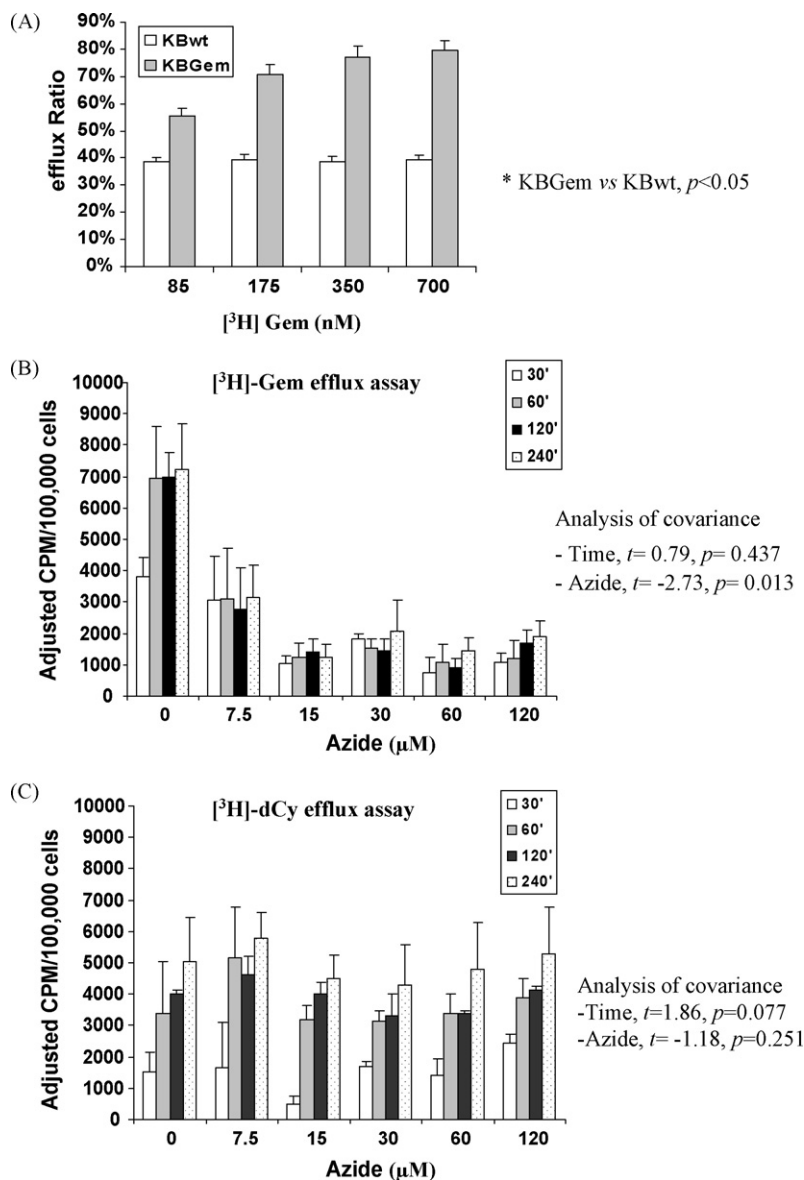 (A)
90%
80%
70%
60%
50%
40%
30%
20%
10%
0%
efflux Ratio
KBwt
KBGem
85 175 350 700
[³H] Gem (nM)
* KBGem vs KBwt, p<0.05
(B)
[³H]-Gem efflux assay
10000
9000
8000
7000
6000
5000
4000
3000
2000
1000
0
Adjusted CPM/100,000 cells
30'
60'
120'
240'
0 7.5 15 30 60 120
Azide (µM)
Analysis of covariance
- Time, t= 0.79, p= 0.437
- Azide, t= -2.73, p= 0.013
(C)
[³H]-dCy efflux assay
10000
9000
8000
7000
6000
5000
4000
3000
2000
1000
0
Adjusted CPM/100,000 cells
30'
60'
120'
240'
0 7.5 15 30 60 120
Azide (µM)
Analysis of covariance
-Time, t=1.86, p=0.077
-Azide, t= -1.18, p=0.251